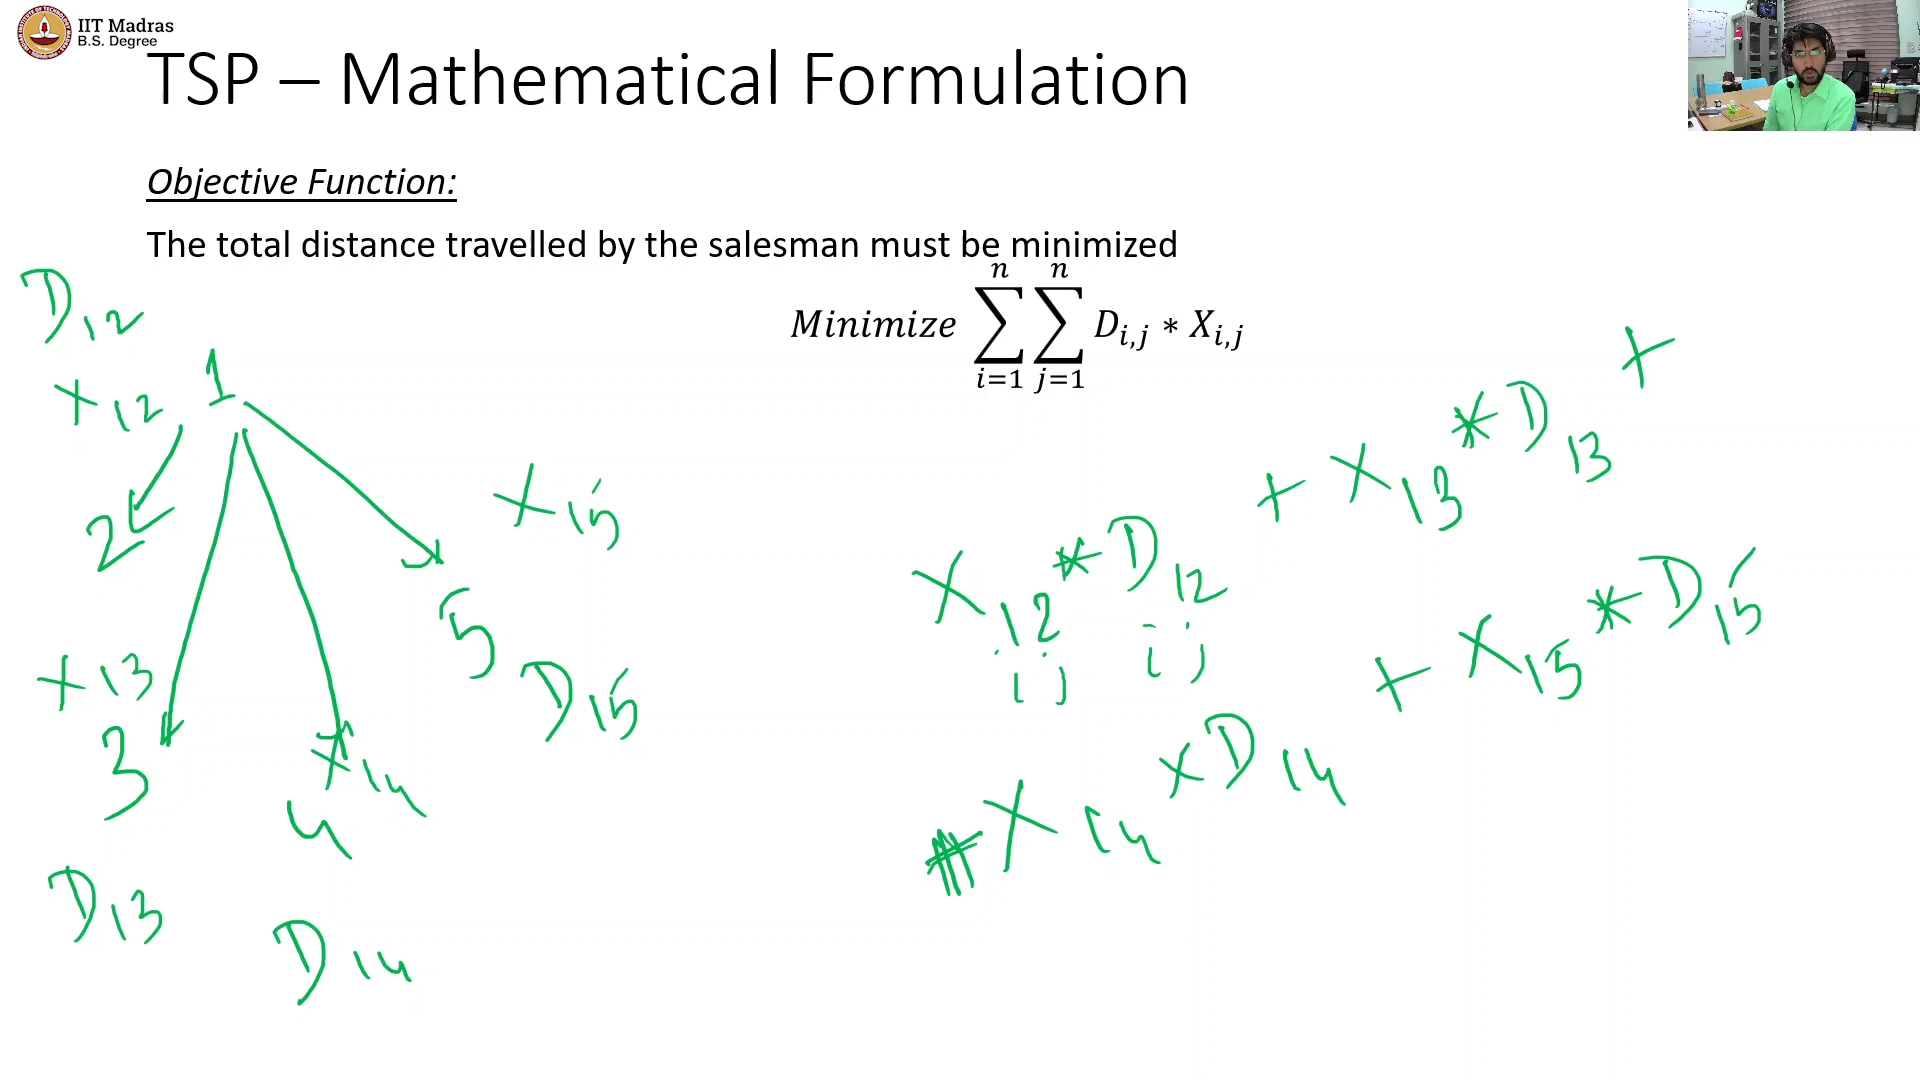 IIT Madras
B.S. Degree
TSP – Mathematical Formulation
Objective Function:
The total distance travelled by the salesman must be minimized
Minimize ∑_{i=1}^{n} ∑_{j=1}^{n} D_{i,j} * X_{i,j}
D12
X12
1
2
X15
5
D15
X13
3
X14
4
D13
D14
X12 * D12 + X13 * D13 +
i j i j
X14 x D14 + X15 * D15